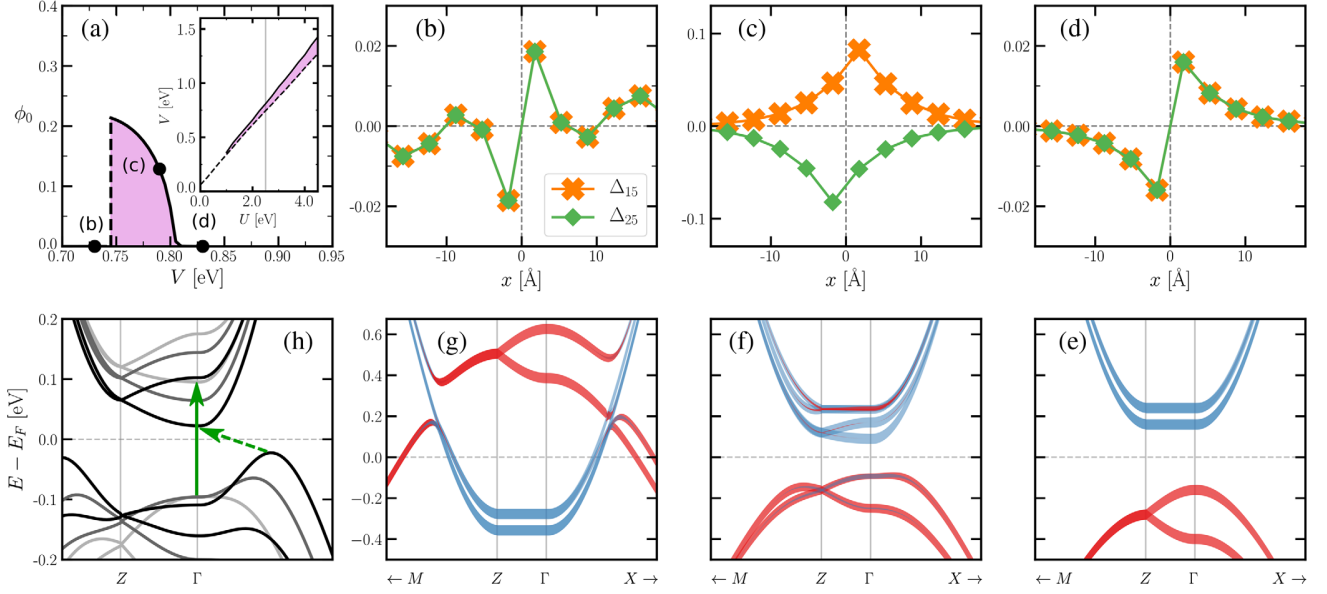 (a)
ϕ0
0.4
0.3
0.2
0.1
0.0
0.70 0.75 0.80 0.85 0.90 0.95
V [eV]
(b)
(c)
(d)
V [eV]
1.5
1.0
0.5
0.0
0 2 4
U [eV]
(b)
0.02
0.00
-0.02
-10 0 10
x [Å]
Δ15
Δ25
(c)
0.1
0.0
-0.1
-10 0 10
x [Å]
(d)
0.02
0.00
-0.02
-10 0 10
x [Å]
(h)
E − EF [eV]
0.2
0.1
0.0
-0.1
-0.2
Z Γ
(g)
0.6
0.4
0.2
0.0
−0.2
−0.4
← M Z Γ X →
(f)
← M Z Γ X →
(e)
← M Z Γ X →